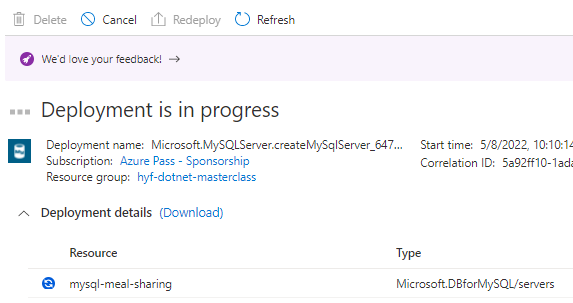 Delete Cancel Redeploy Refresh
We'd love your feedback! →
Deployment is in progress
Deployment name: Microsoft.MySQLServer.createMySqlServer_647... Start time: 5/8/2022, 10:10:14
Subscription: Azure Pass - Sponsorship Correlation ID: 5a92ff10-1ada
Resource group: hyf-dotnet-masterclass
Deployment details (Download)
Resource Type
mysql-meal-sharing Microsoft.DBforMySQL/servers